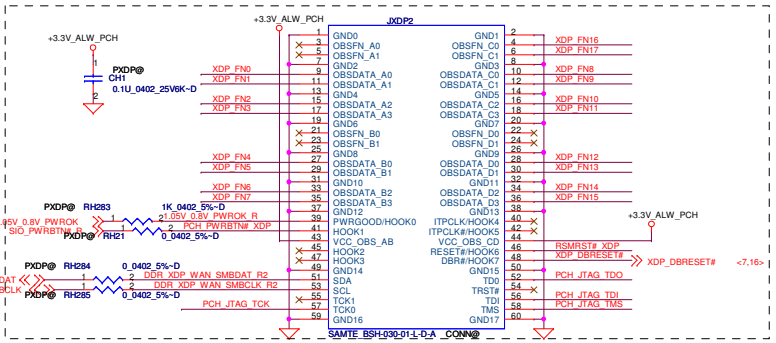 +3.3V_ALW_PCH
JXDP2
+3.3V_ALW_PCH
1 GND0 GND1 2
3 OBSFN_A0 OBSFN_C0 4 XDP_FN16
5 OBSFN_A1 OBSFN_C1 6 XDP_FN17
7 GND2 GND3 8
XDP_FN0 9 OBSDATA_A0 OBSDATA_C0 10 XDP_FN8
XDP_FN1 11 OBSDATA_A1 OBSDATA_C1 12 XDP_FN9
13 GND4 GND5 14
XDP_FN2 15 OBSDATA_A2 OBSDATA_C2 16 XDP_FN10
XDP_FN3 17 OBSDATA_A3 OBSDATA_C3 18 XDP_FN11
19 GND6 GND7 20
21 OBSFN_B0 OBSFN_D0 22
23 OBSFN_B1 OBSFN_D1 24
25 GND8 GND9 26
XDP_FN4 27 OBSDATA_B0 OBSDATA_D0 28 XDP_FN12
XDP_FN5 29 OBSDATA_B1 OBSDATA_D1 30 XDP_FN13
31 GND10 GND11 32
XDP_FN6 33 OBSDATA_B2 OBSDATA_D2 34 XDP_FN14
XDP_FN7 35 OBSDATA_B3 OBSDATA_D3 36 XDP_FN15
37 GND12 GND13 38
39 PWRGOOD/HOOK0 ITPCLK/HOOK4 40
41 HOOK1 ITPCLK#/HOOK5 42
43 VCC_OBS_AB VCC_OBS_CD 44
45 HOOK2 RESET#/HOOK6 46 RSMRST#_XDP
47 HOOK3 DBR#/HOOK7 48 XDP_DBRESET#
49 GND14 GND15 50
51 SDA TD0 52 PCH_JTAG_TDO
53 SCL TRST# 54
55 TCK1 TDI 56 PCH_JTAG_TDI
PCH_JTAG_TCK 57 TCK0 TMS 58 PCH_JTAG_TMS
59 GND16 GND17 60
SAMTE_BSH-030-01-L-D-A CONN@
1
PXDP@
CH1
0.1U_0402_25V6K~D
2
PXDP@ RH283 1K_0402_5%~D
.05V_0.8V_PWROK 1 2 1.05V_0.8V_PWROK_R
SIO_PWRBTN#_R 1 2 PCH_PWRBTN#_XDP
PXDP@ RH21 0_0402_5%~D
PXDP@ RH284 0_0402_5%~D
DAT 1 2 DDR_XDP_WAN_SMBDAT_R2
BCLK 1 2 DDR_XDP_WAN_SMBCLK_R2
PXDP@ RH285 0_0402_5%~D
+3.3V_ALW_PCH
XDP_DBRESET# <7,16>